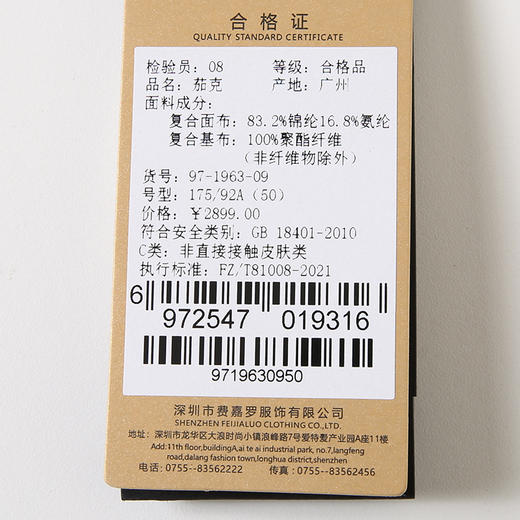 合格证
QUALITY STANDARD CERTIFICATE
检验员：08 等级：合格品
品名：茄克 产地：广州
面料成分：
复合面布：83.2%锦纶16.8%氨纶
复合基布：100%聚酯纤维
（非纤维物除外）
货号：97-1963-09
号型：175/92A（50）
价格：￥2899.00
符合安全类别：GB 18401-2010
C类：非直接接触皮肤类
执行标准：FZ/T81008-2021
6 972547 019316
9719630950
深圳市费嘉罗服饰有限公司
SHENZHEN FEIJIALUO CLOTHING CO.,LTD.
地址：深圳市龙华区大浪时尚小镇浪峰路7号爱特爱产业园A座11楼
Add:11th floor,buildingA,ai te ai industrial park, no.7,langfeng
road,dalang fashion town,longhua district,shenzhen
电话：0755--83562222 传真：0755--83562456